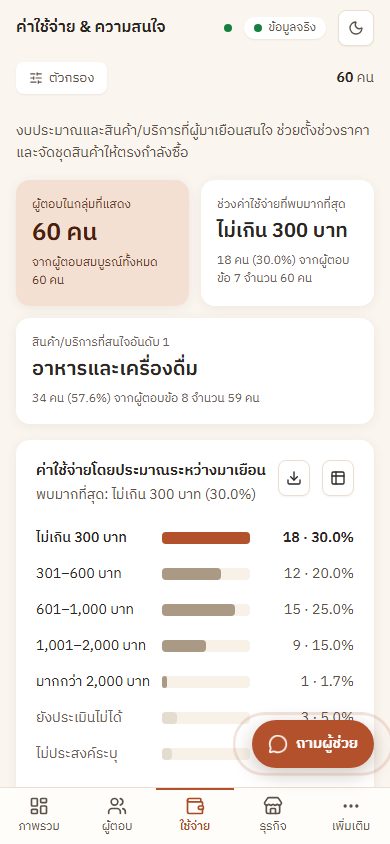 ค่าใช้จ่าย & ความสนใจ
ข้อมูลจริง
ตัวกรอง
60 คน
งบประมาณและสินค้า/บริการที่ผู้มาเยือนสนใจ ช่วยตั้งช่วงราคา
และจัดชุดสินค้าให้ตรงกำลังซื้อ
ผู้ตอบในกลุ่มที่แสดง
60 คน
จากผู้ตอบสมบูรณ์ทั้งหมด
60 คน
ช่วงค่าใช้จ่ายที่พบมากที่สุด
ไม่เกิน 300 บาท
18 คน (30.0%) จากผู้ตอบ
ข้อ 7 จำนวน 60 คน
สินค้า/บริการที่สนใจอันดับ 1
อาหารและเครื่องดื่ม
34 คน (57.6%) จากผู้ตอบข้อ 8 จำนวน 59 คน
ค่าใช้จ่ายโดยประมาณระหว่างมาเยือน
พบมากที่สุด: ไม่เกิน 300 บาท (30.0%)
ไม่เกิน 300 บาท 18 · 30.0%
301–600 บาท 12 · 20.0%
601–1,000 บาท 15 · 25.0%
1,001–2,000 บาท 9 · 15.0%
มากกว่า 2,000 บาท 1 · 1.7%
ยังประเมินไม่ได้ 3 · 5.0%
ไม่ประสงค์ระบุ
ถามผู้ช่วย
ภาพรวม ผู้ตอบ ใช้จ่าย ธุรกิจ เพิ่มเติม